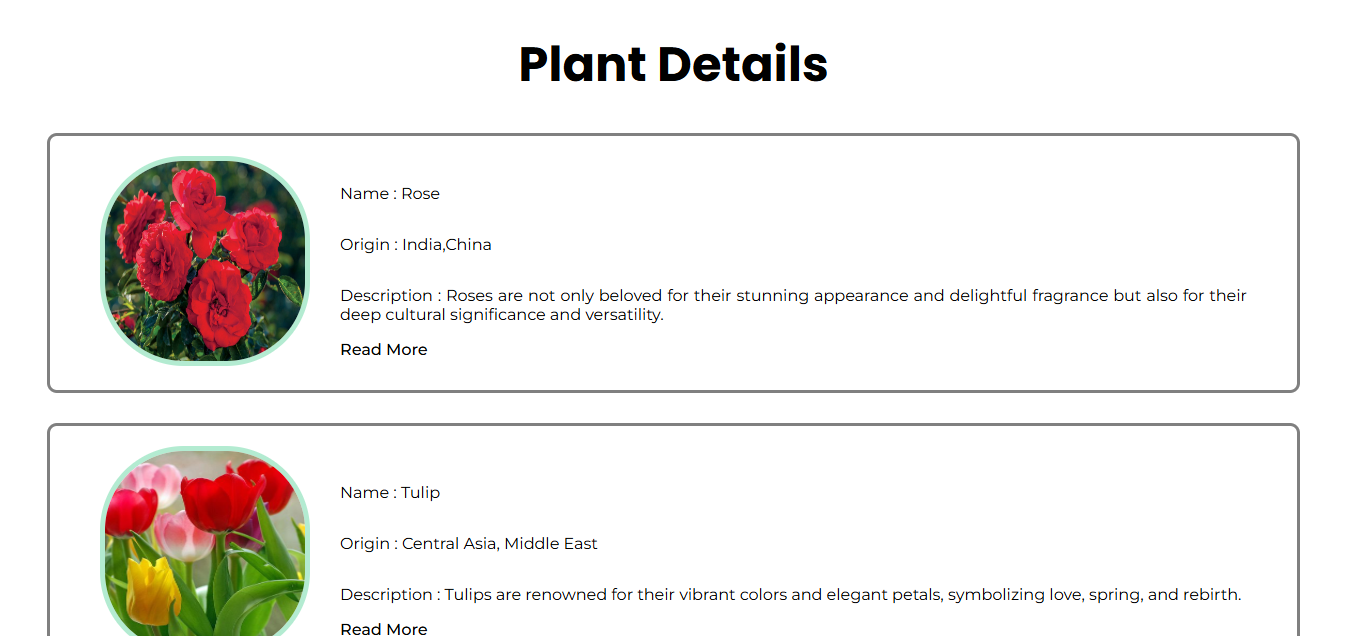 Plant Details
Name : Rose
Origin : India,China
Description : Roses are not only beloved for their stunning appearance and delightful fragrance but also for their
deep cultural significance and versatility.
Read More
Name : Tulip
Origin : Central Asia, Middle East
Description : Tulips are renowned for their vibrant colors and elegant petals, symbolizing love, spring, and rebirth.
Read More